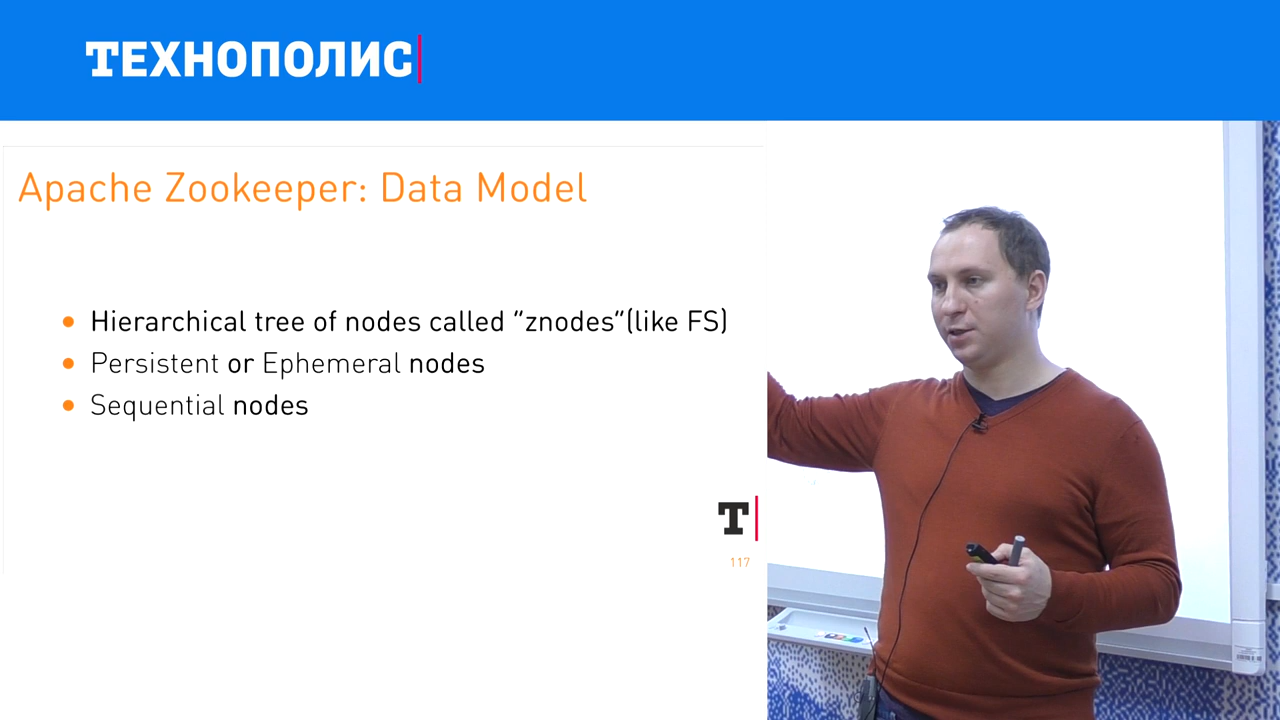 ТЕХНОПОЛИС
Apache Zookeeper: Data Model
Hierarchical tree of nodes called ”znodes”(like FS)
Persistent or Ephemeral nodes
Sequential nodes
Т
117